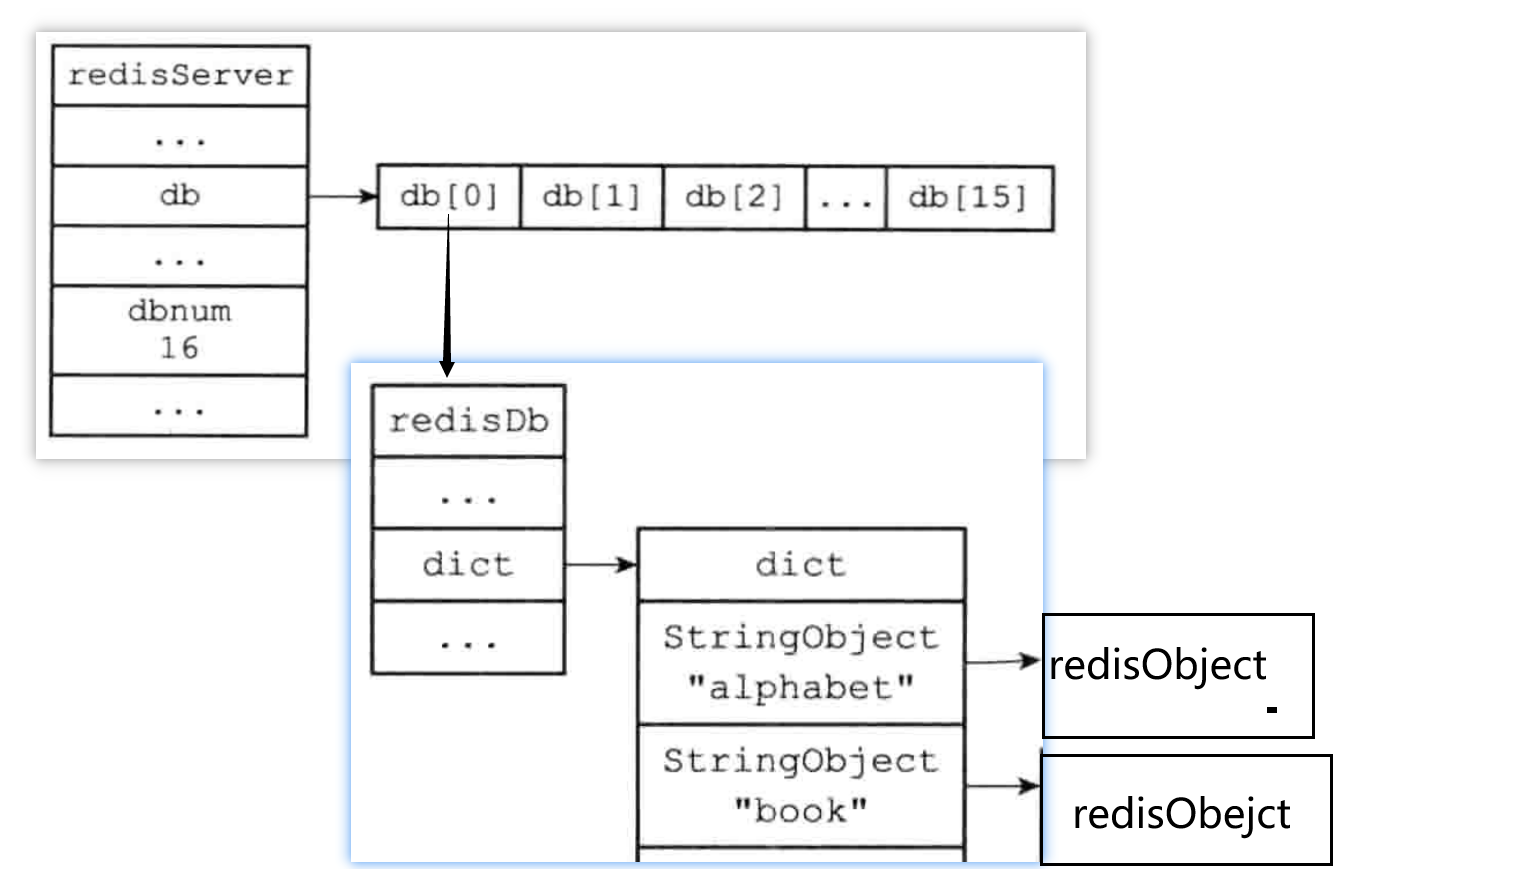 redisServer
...
db
...
dbnum
16
...
db[0] db[1] db[2] ... db[15]
redisDb
...
dict
...
dict
StringObject
"alphabet"
StringObject
"book"
redisObject
-
redisObejct